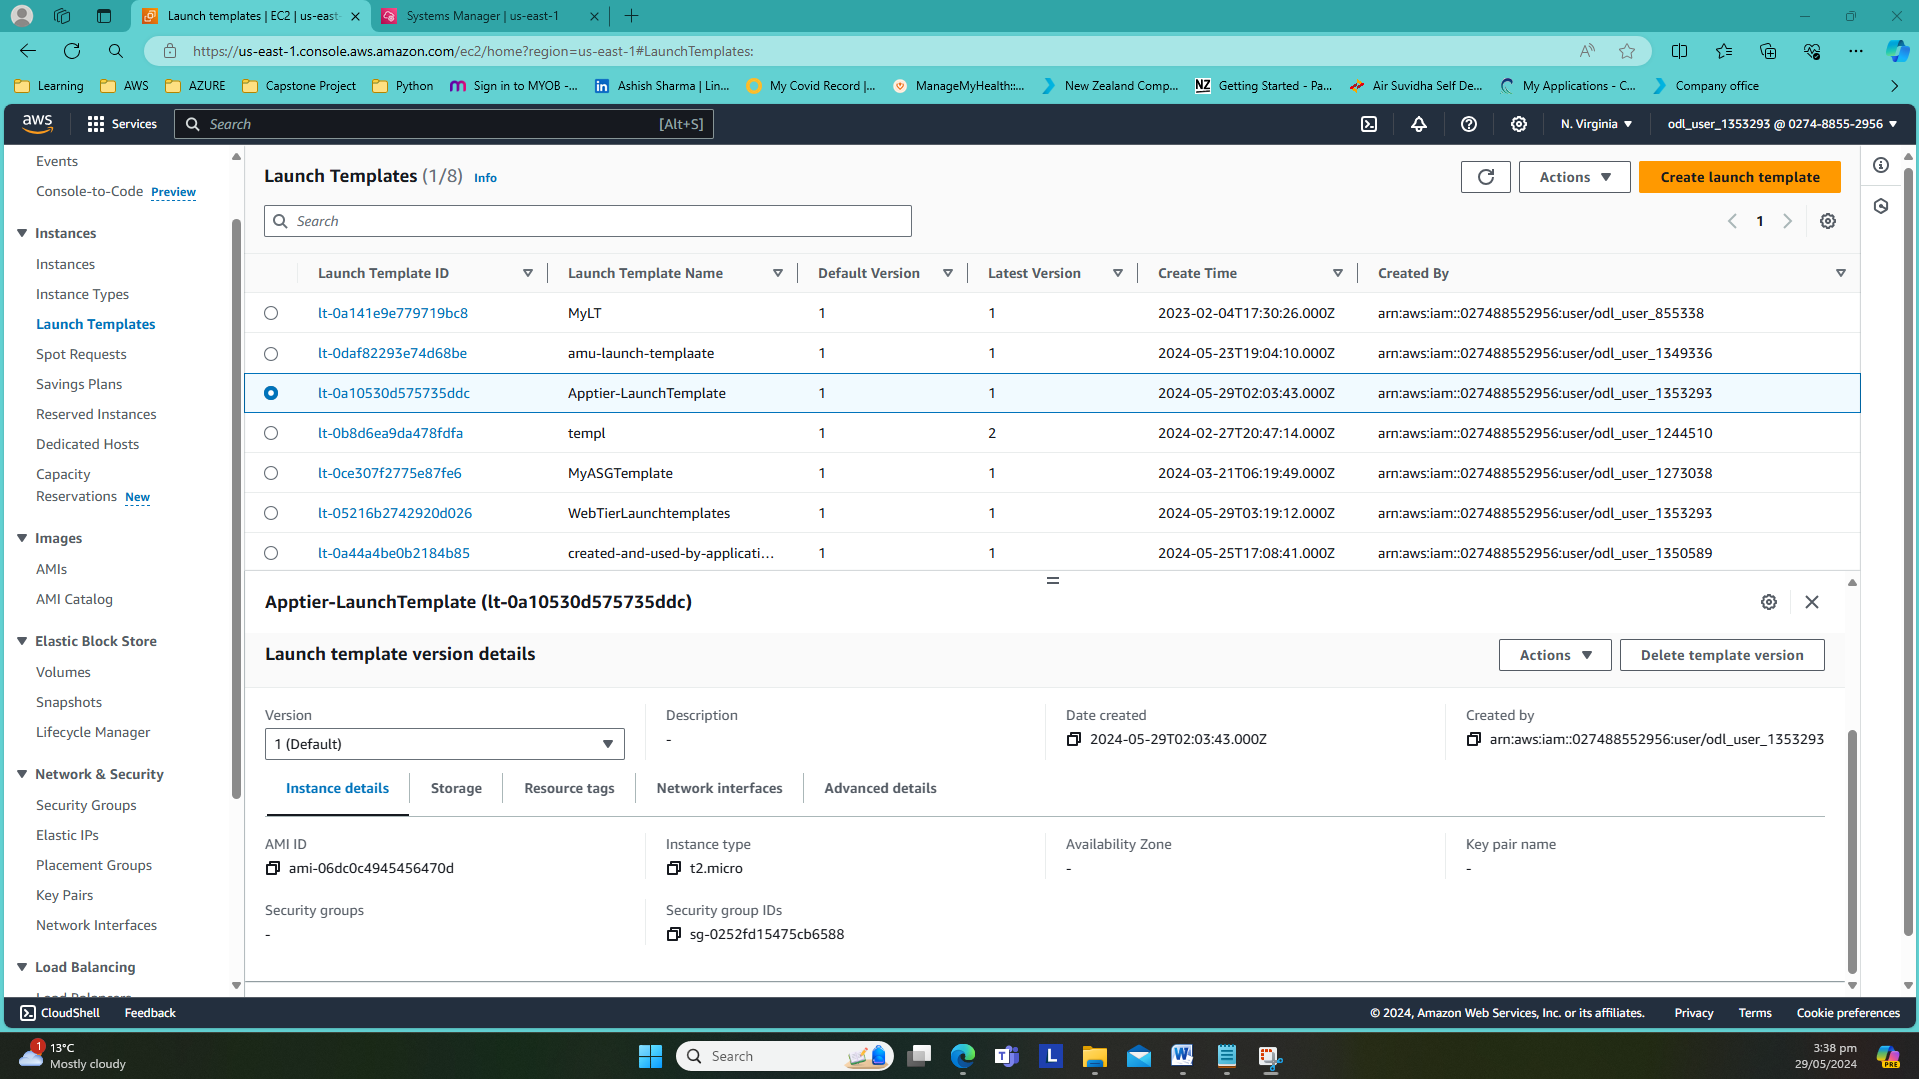 Launch templates | EC2 | us-east-
Systems Manager | us-east-1
https://us-east-1.console.aws.amazon.com/ec2/home?region=us-east-1#LaunchTemplates:
Learning AWS AZURE Capstone Project Python Sign in to MYOB -... Ashish Sharma | Lin... My Covid Record |... ManageMyHealth::... New Zealand Comp... NZ Getting Started - Pa... Air Suvidha Self De... My Applications - C... Company office
aws Services Search [Alt+S] N. Virginia odl_user_1353293 @ 0274-8855-2956
Events
Console-to-Code Preview
Instances
Instances
Instance Types
Launch Templates
Spot Requests
Savings Plans
Reserved Instances
Dedicated Hosts
Capacity
Reservations New
Images
AMIs
AMI Catalog
Elastic Block Store
Volumes
Snapshots
Lifecycle Manager
Network & Security
Security Groups
Elastic IPs
Placement Groups
Key Pairs
Network Interfaces
Load Balancing
Load Balancers
Launch Templates (1/8) Info
Actions Create launch template
Search
1
Launch Template ID Launch Template Name Default Version Latest Version Create Time Created By
lt-0a141e9e779719bc8 MyLT 1 1 2023-02-04T17:30:26.000Z arn:aws:iam::027488552956:user/odl_user_855338
lt-0daf82293e74d68be amu-launch-templaate 1 1 2024-05-23T19:04:10.000Z arn:aws:iam::027488552956:user/odl_user_1349336
lt-0a10530d575735ddc Apptier-LaunchTemplate 1 1 2024-05-29T02:03:43.000Z arn:aws:iam::027488552956:user/odl_user_1353293
lt-0b8d6ea9da478fdfa templ 1 2 2024-02-27T20:47:14.000Z arn:aws:iam::027488552956:user/odl_user_1244510
lt-0ce307f2775e87fe6 MyASGTemplate 1 1 2024-03-21T06:19:49.000Z arn:aws:iam::027488552956:user/odl_user_1273038
lt-05216b2742920d026 WebTierLaunchtemplates 1 1 2024-05-29T03:19:12.000Z arn:aws:iam::027488552956:user/odl_user_1353293
lt-0a44a4be0b2184b85 created-and-used-by-applicati... 1 1 2024-05-25T17:08:41.000Z arn:aws:iam::027488552956:user/odl_user_1350589
Apptier-LaunchTemplate (lt-0a10530d575735ddc)
Launch template version details
Actions Delete template version
Version Description Date created Created by
1 (Default) - 2024-05-29T02:03:43.000Z arn:aws:iam::027488552956:user/odl_user_1353293
Instance details Storage Resource tags Network interfaces Advanced details
AMI ID Instance type Availability Zone Key pair name
ami-06dc0c4945456470d t2.micro - -
Security groups Security group IDs
- sg-0252fd15475cb6588
CloudShell Feedback © 2024, Amazon Web Services, Inc. or its affiliates. Privacy Terms Cookie preferences
1 13°C
Mostly cloudy
Search
3:38 pm
29/05/2024
PRE